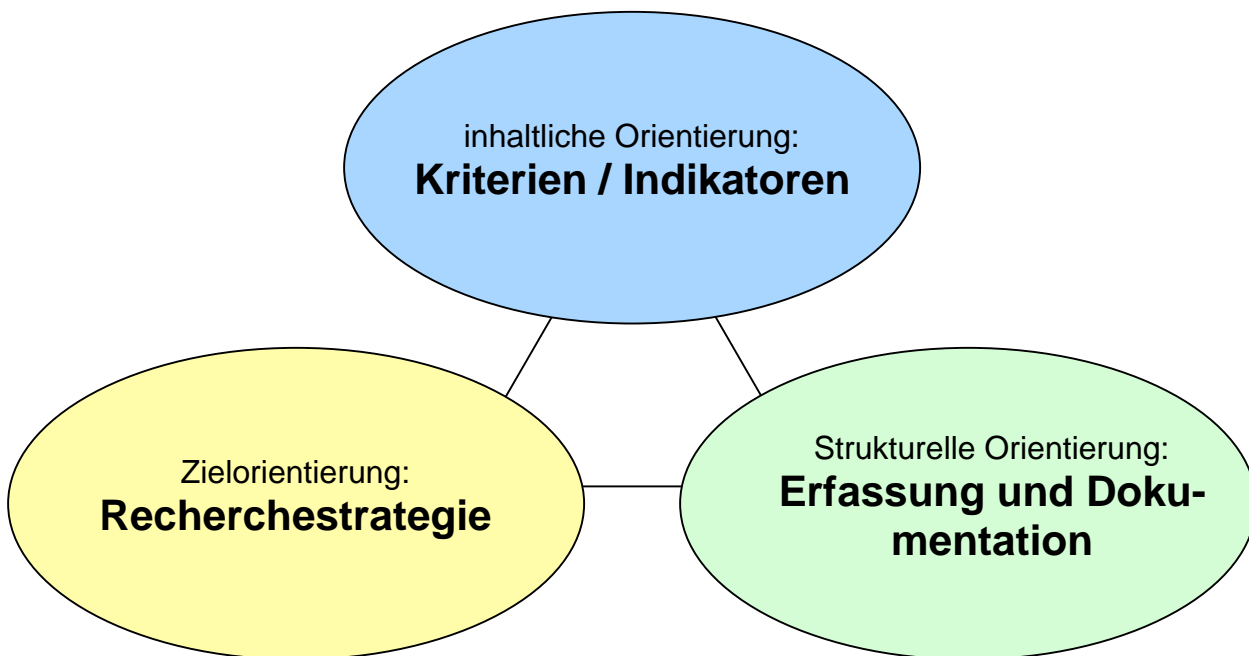 inhaltliche Orientierung:
Kriterien / Indikatoren
Zielorientierung:
Recherchestrategie
Strukturelle Orientierung:
Erfassung und Doku-
mentation